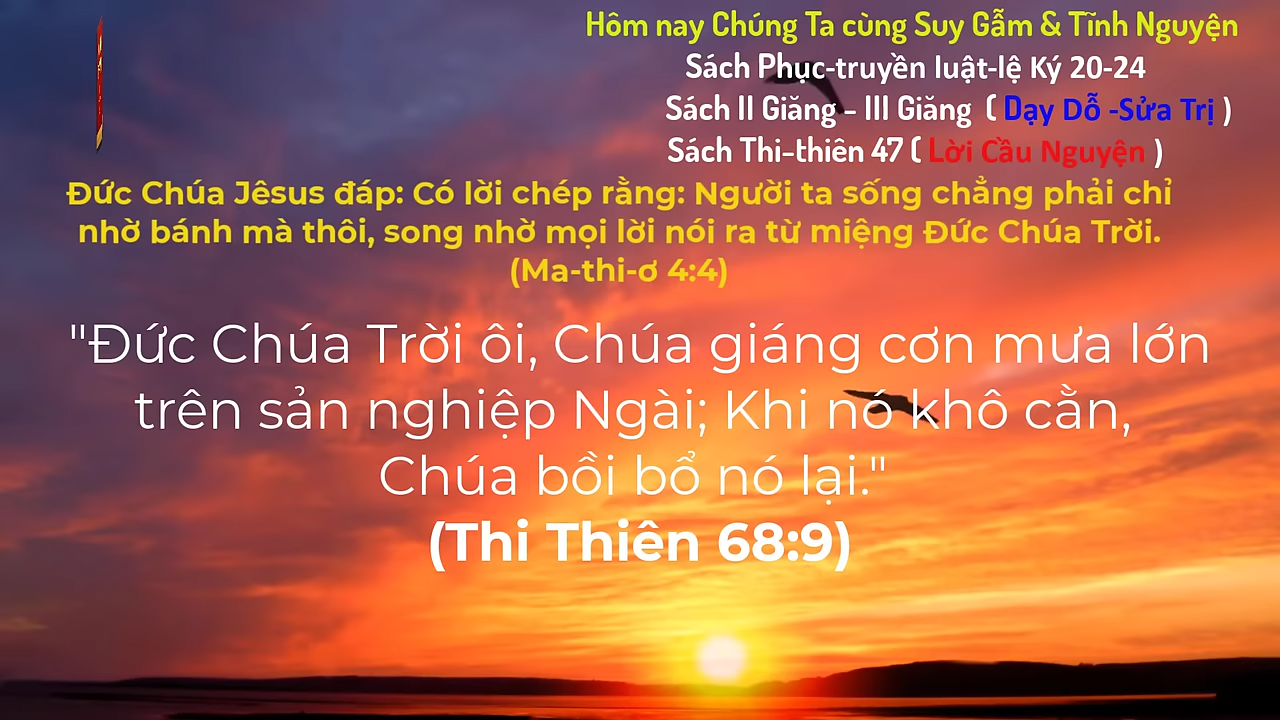 Hôm nay Chúng Ta cùng Suy Gẫm & Tĩnh Nguyện
Sách Phục-truyền luật-lệ Ký 20-24
Sách II Giăng - III Giăng ( Dạy Dỗ -Sửa Trị )
Sách Thi-thiên 47 ( Lời Cầu Nguyện )
Đức Chúa Jêsus đáp: Có lời chép rằng: Người ta sống chẳng phải chỉ
nhờ bánh mà thôi, song nhờ mọi lời nói ra từ miệng Đức Chúa Trời.
(Ma-thi-ơ 4:4)
"Đức Chúa Trời ôi, Chúa giáng cơn mưa lớn
trên sản nghiệp Ngài; Khi nó khô cằn,
Chúa bồi bổ nó lại."
(Thi Thiên 68:9)